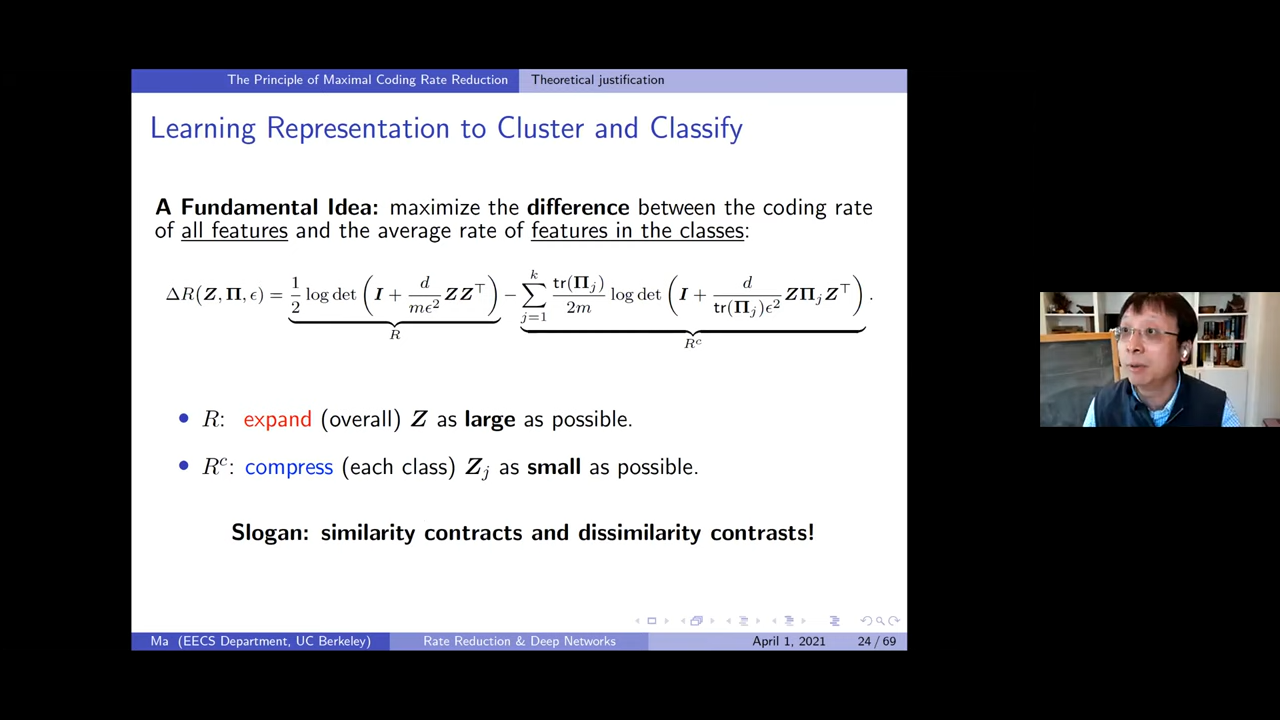 The Principle of Maximal Coding Rate Reduction Theoretical justification
Learning Representation to Cluster and Classify
A Fundamental Idea: maximize the difference between the coding rate
of all features and the average rate of features in the classes:
ΔR(Z, Π, ϵ) = 1/2 log det (I + d/(mϵ²) ZZ⊤) − ∑_{j=1}^{k} tr(Π_j)/(2m) log det (I + d/(tr(Π_j)ϵ²) ZΠ_jZ⊤).
R R^c
• R: expand (overall) Z as large as possible.
• R^c: compress (each class) Z_j as small as possible.
Slogan: similarity contracts and dissimilarity contrasts!
Ma (EECS Department, UC Berkeley) Rate Reduction & Deep Networks April 1, 2021 24 / 69